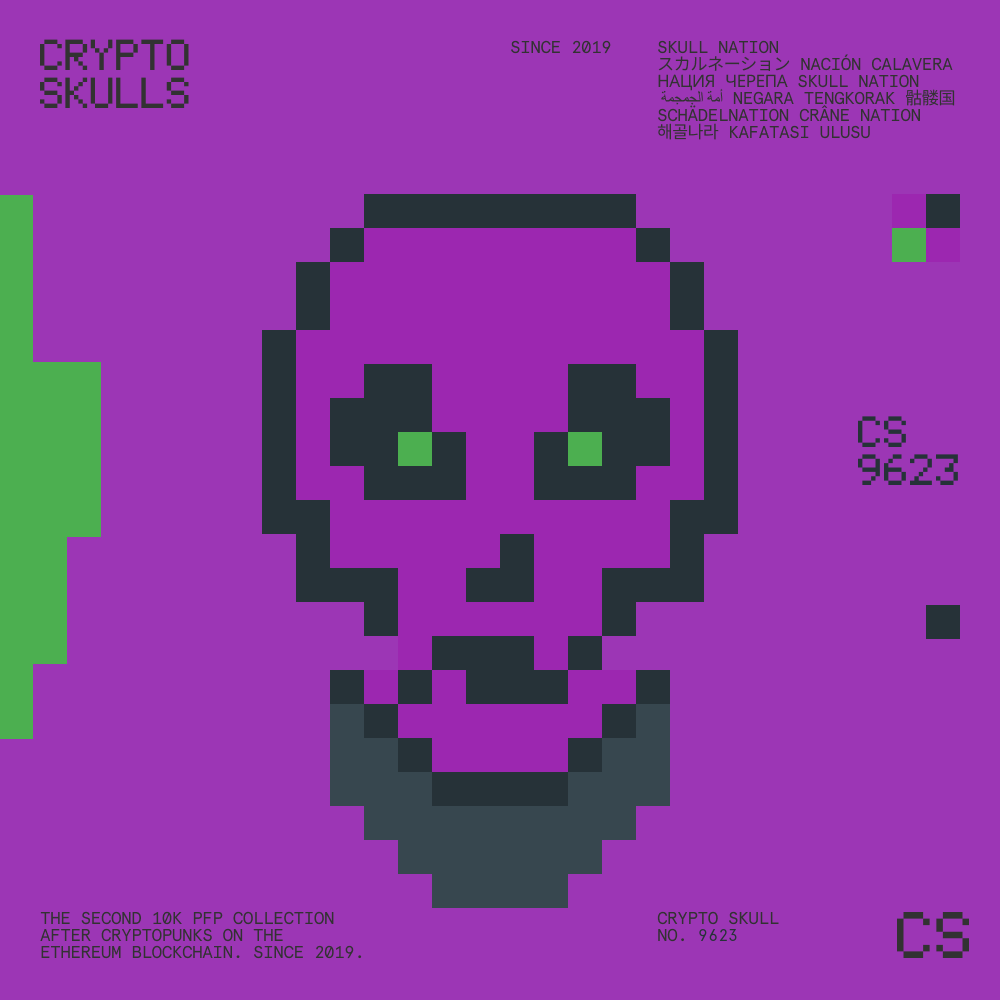 CRYPTO
SKULLS
SINCE 2019
SKULL NATION
スカルネーション NACIÓN CALAVERA
НАЦИЯ ЧЕРЕПА SKULL NATION
أمة الجمجمة NEGARA TENGKORAK 骷髅国
SCHÄDELNATION CRÂNE NATION
해골나라 KAFATASI ULUSU
CS
9623
THE SECOND 10K PFP COLLECTION
AFTER CRYPTOPUNKS ON THE
ETHEREUM BLOCKCHAIN. SINCE 2019.
CRYPTO SKULL
NO. 9623
CS